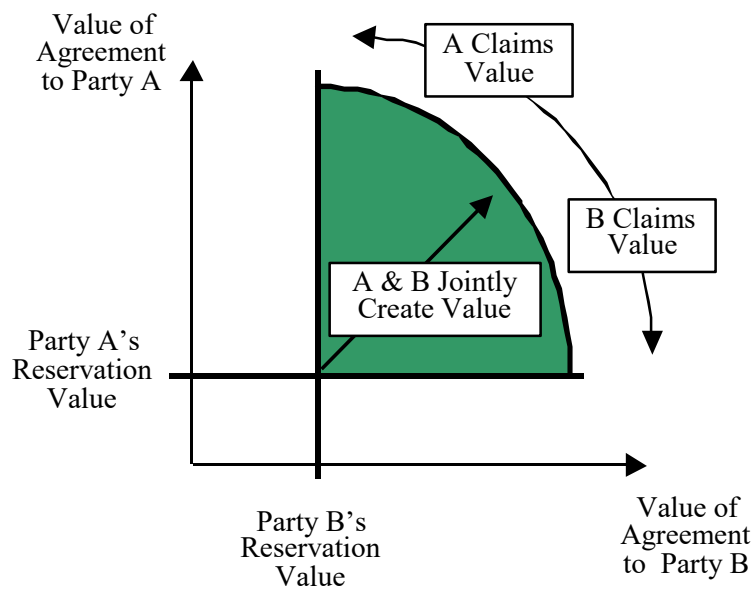 Value of
Agreement
to Party A
A Claims
Value
B Claims
Value
A & B Jointly
Create Value
Party A’s
Reservation
Value
Party B’s
Reservation
Value
Value of
Agreement
to Party B